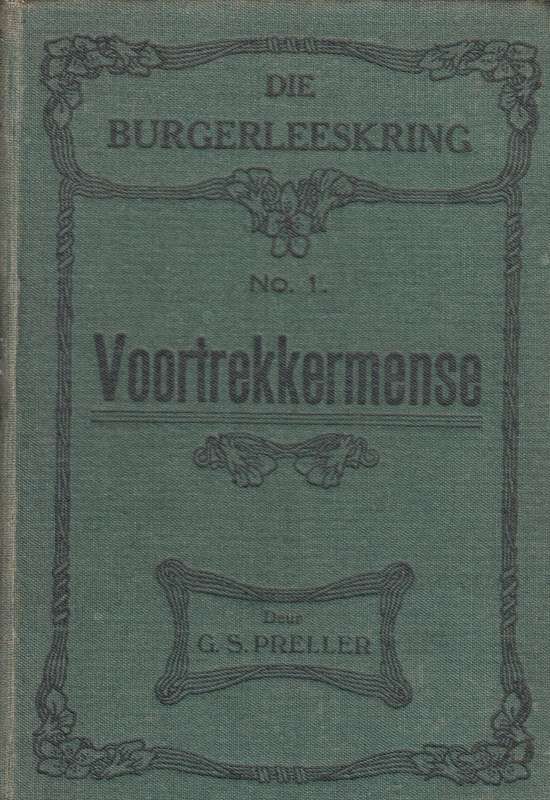 DIE
BURGERLEESKRING
No. 1.
Voortrekkermense
Deur
G. S. PRELLER